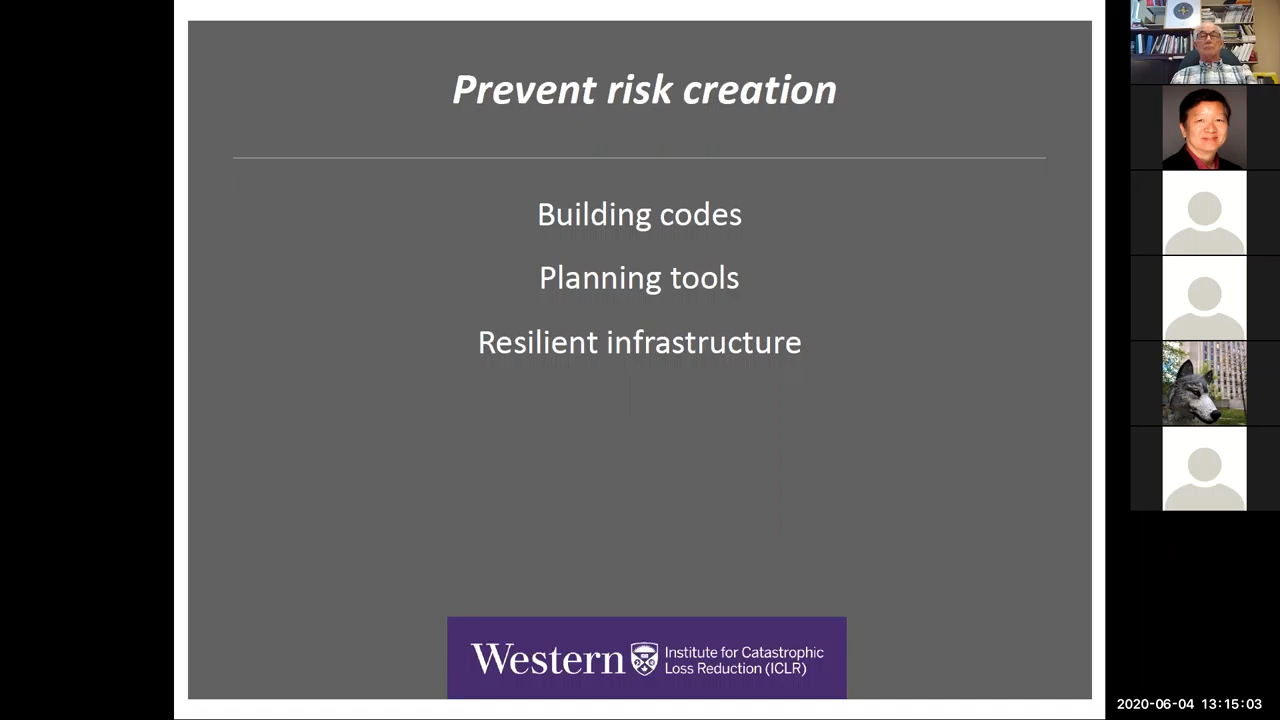 Prevent risk creation
Building codes
Planning tools
Resilient infrastructure
Western
Institute for Catastrophic
Loss Reduction (ICLR)
2020-06-04 13:15:03